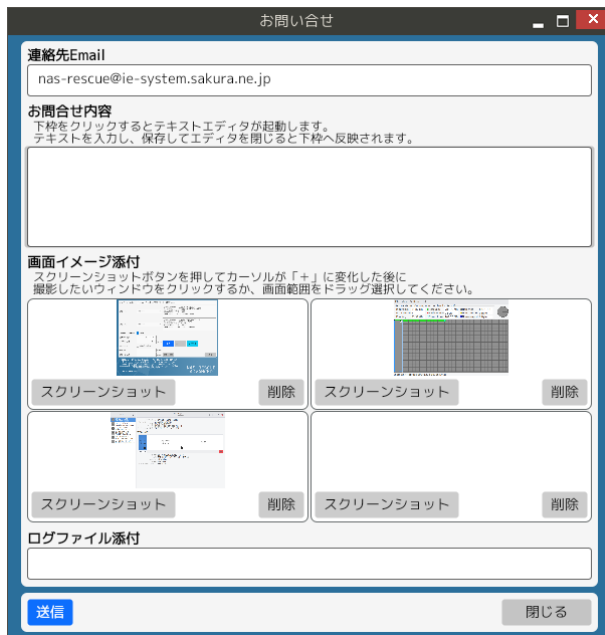 お問い合せ
連絡先Email
nas-rescue@ie-system.sakura.ne.jp
お問合せ内容
下枠をクリックするとテキストエディタが起動します。
テキストを入力し、保存してエディタを閉じると下枠へ反映されます。
画面イメージ添付
スクリーンショットボタンを押してカーソルが「+」に変化した後に
撮影したいウィンドウをクリックするか、画面範囲をドラッグ選択してください。
スクリーンショット 削除 スクリーンショット 削除
スクリーンショット 削除 スクリーンショット 削除
ログファイル添付
送信 閉じる